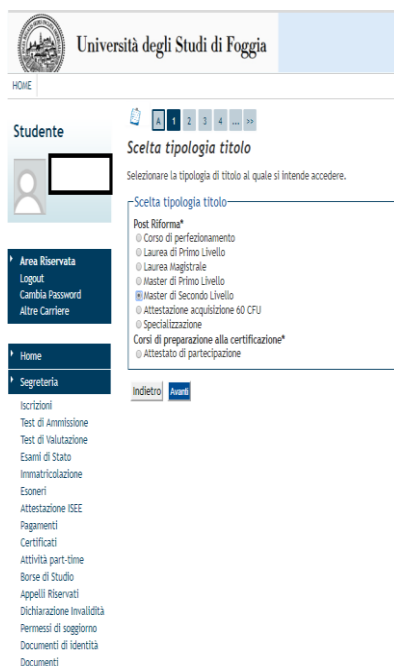 Università degli Studi di Foggia
HOME
Studente
Area Riservata
Logout
Cambia Password
Altre Carriere
Home
Segreteria
Iscrizioni
Test di Ammissione
Test di Valutazione
Esami di Stato
Immatricolazione
Esoneri
Attestazione ISEE
Pagamenti
Certificati
Attività part-time
Borse di Studio
Appelli Riservati
Dichiarazione Invalidità
Permessi di soggiorno
Documenti di identità
Documenti
A 1 2 3 4 ... >>
Scelta tipologia titolo
Selezionare la tipologia di titolo al quale si intende accedere.
Scelta tipologia titolo
Post Riforma*
Corso di perfezionamento
Laurea di Primo Livello
Laurea Magistrale
Master di Primo Livello
Master di Secondo Livello
Attestazione acquisizione 60 CFU
Specializzazione
Corsi di preparazione alla certificazione*
Attestato di partecipazione
Indietro Avanti